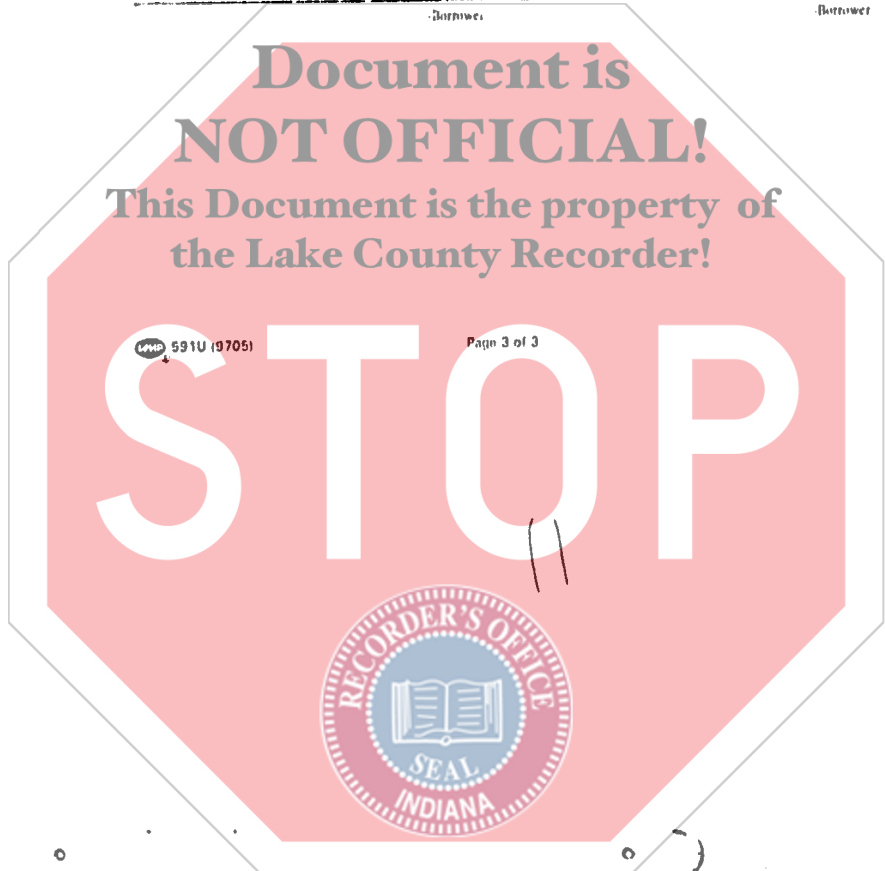 -Borrower
-Borrower
Document is
NOT OFFICIAL!
This Document is the property of
the Lake County Recorder!
591U (9705)
Page 3 of 3
STOP
RECORDER'S OFFICE
SEAL
INDIANA